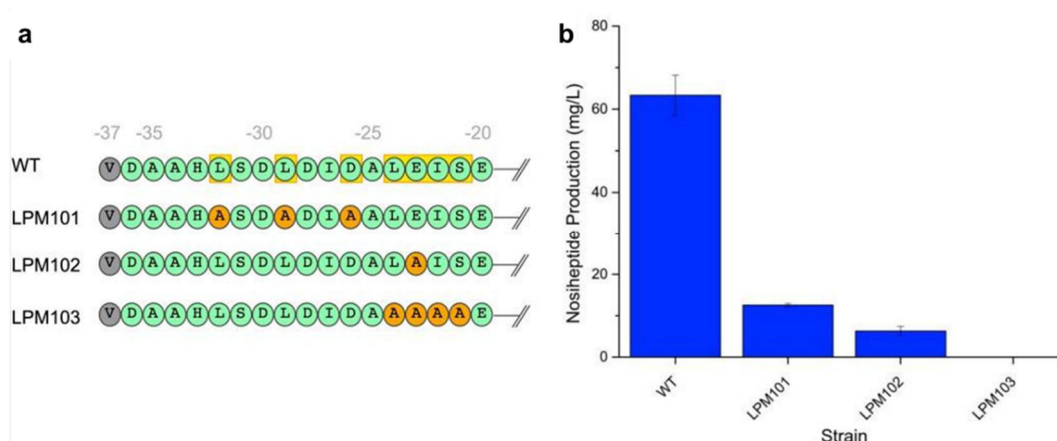 a
-37 -35 -30 -25 -20
WT V D A A H L S D L D I D A L E I S E
LPM101 V D A A H A S D A D I A A L E I S E
LPM102 V D A A H L S D L D I D A L A I S E
LPM103 V D A A H L S D L D I D A A A A A E
b
Nosiheptide Production (mg/L)
80
60
40
20
0
WT LPM101 LPM102 LPM103
Strain